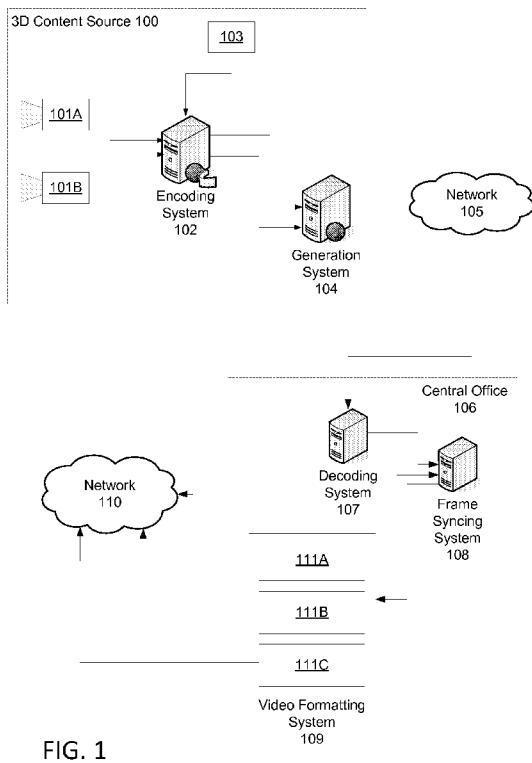 3D Content Source 100
103
101A
101B
Encoding
System
102
Generation
System
104
Network
105
Central Office
106
Decoding
System
107
Frame
Syncing
System
108
Network
110
111A
111B
111C
Video Formatting
System
109
FIG. 1